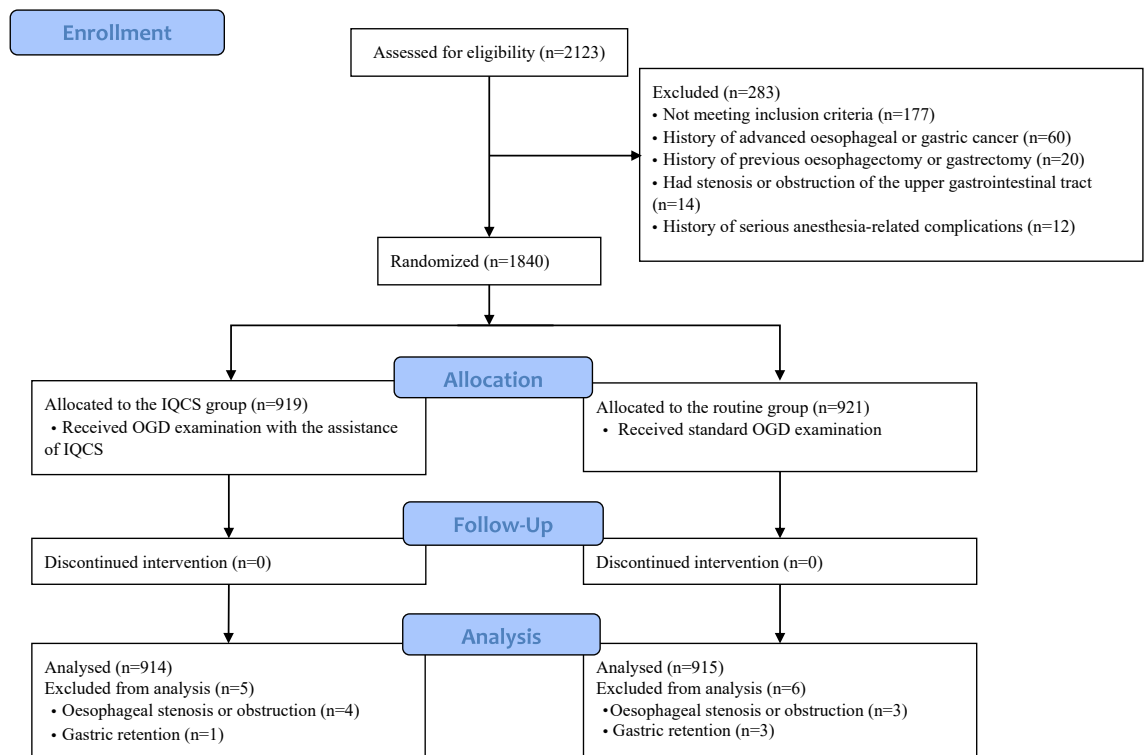 Enrollment
Assessed for eligibility (n=2123)
Excluded (n=283)
• Not meeting inclusion criteria (n=177)
• History of advanced oesophageal or gastric cancer (n=60)
• History of previous oesophagectomy or gastrectomy (n=20)
• Had stenosis or obstruction of the upper gastrointestinal tract
(n=14)
• History of serious anesthesia-related complications (n=12)
Randomized (n=1840)
Allocation
Allocated to the IQCS group (n=919)
• Received OGD examination with the assistance
of IQCS
Allocated to the routine group (n=921)
• Received standard OGD examination
Follow-Up
Discontinued intervention (n=0)
Discontinued intervention (n=0)
Analysis
Analysed (n=914)
Excluded from analysis (n=5)
• Oesophageal stenosis or obstruction (n=4)
• Gastric retention (n=1)
Analysed (n=915)
Excluded from analysis (n=6)
•Oesophageal stenosis or obstruction (n=3)
• Gastric retention (n=3)